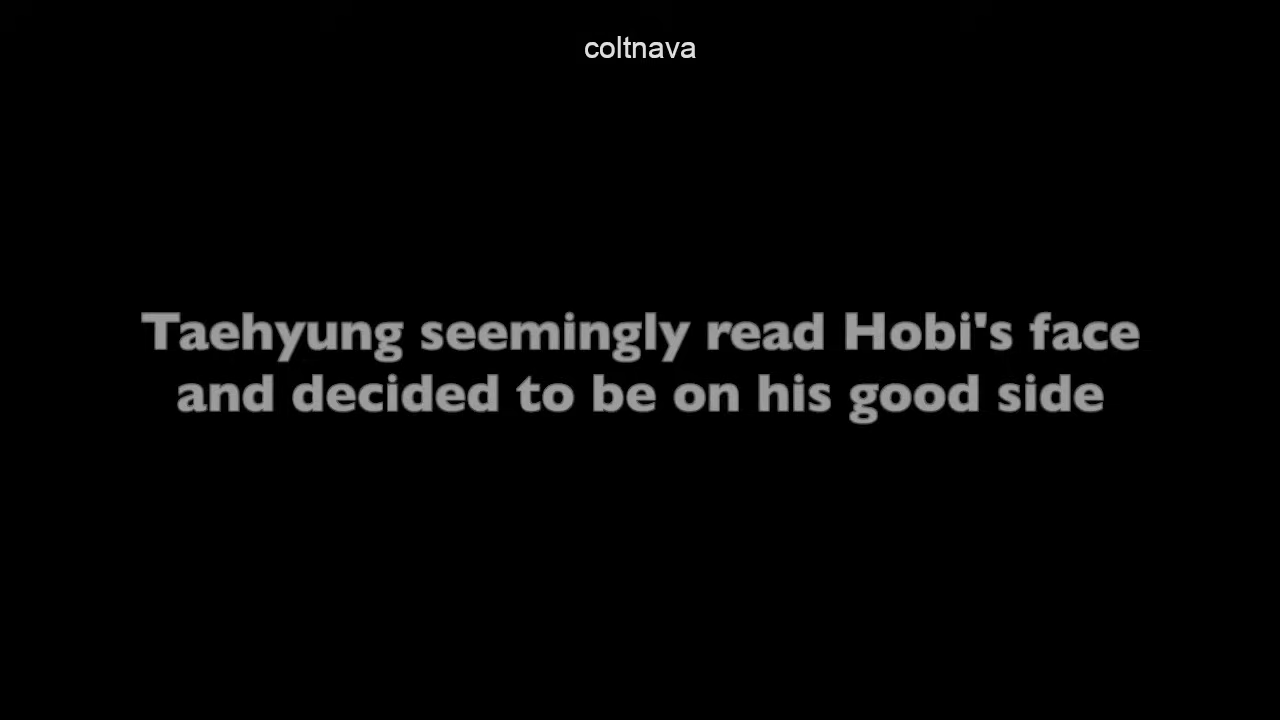 coltnava
Taehyung seemingly read Hobi's face
and decided to be on his good side